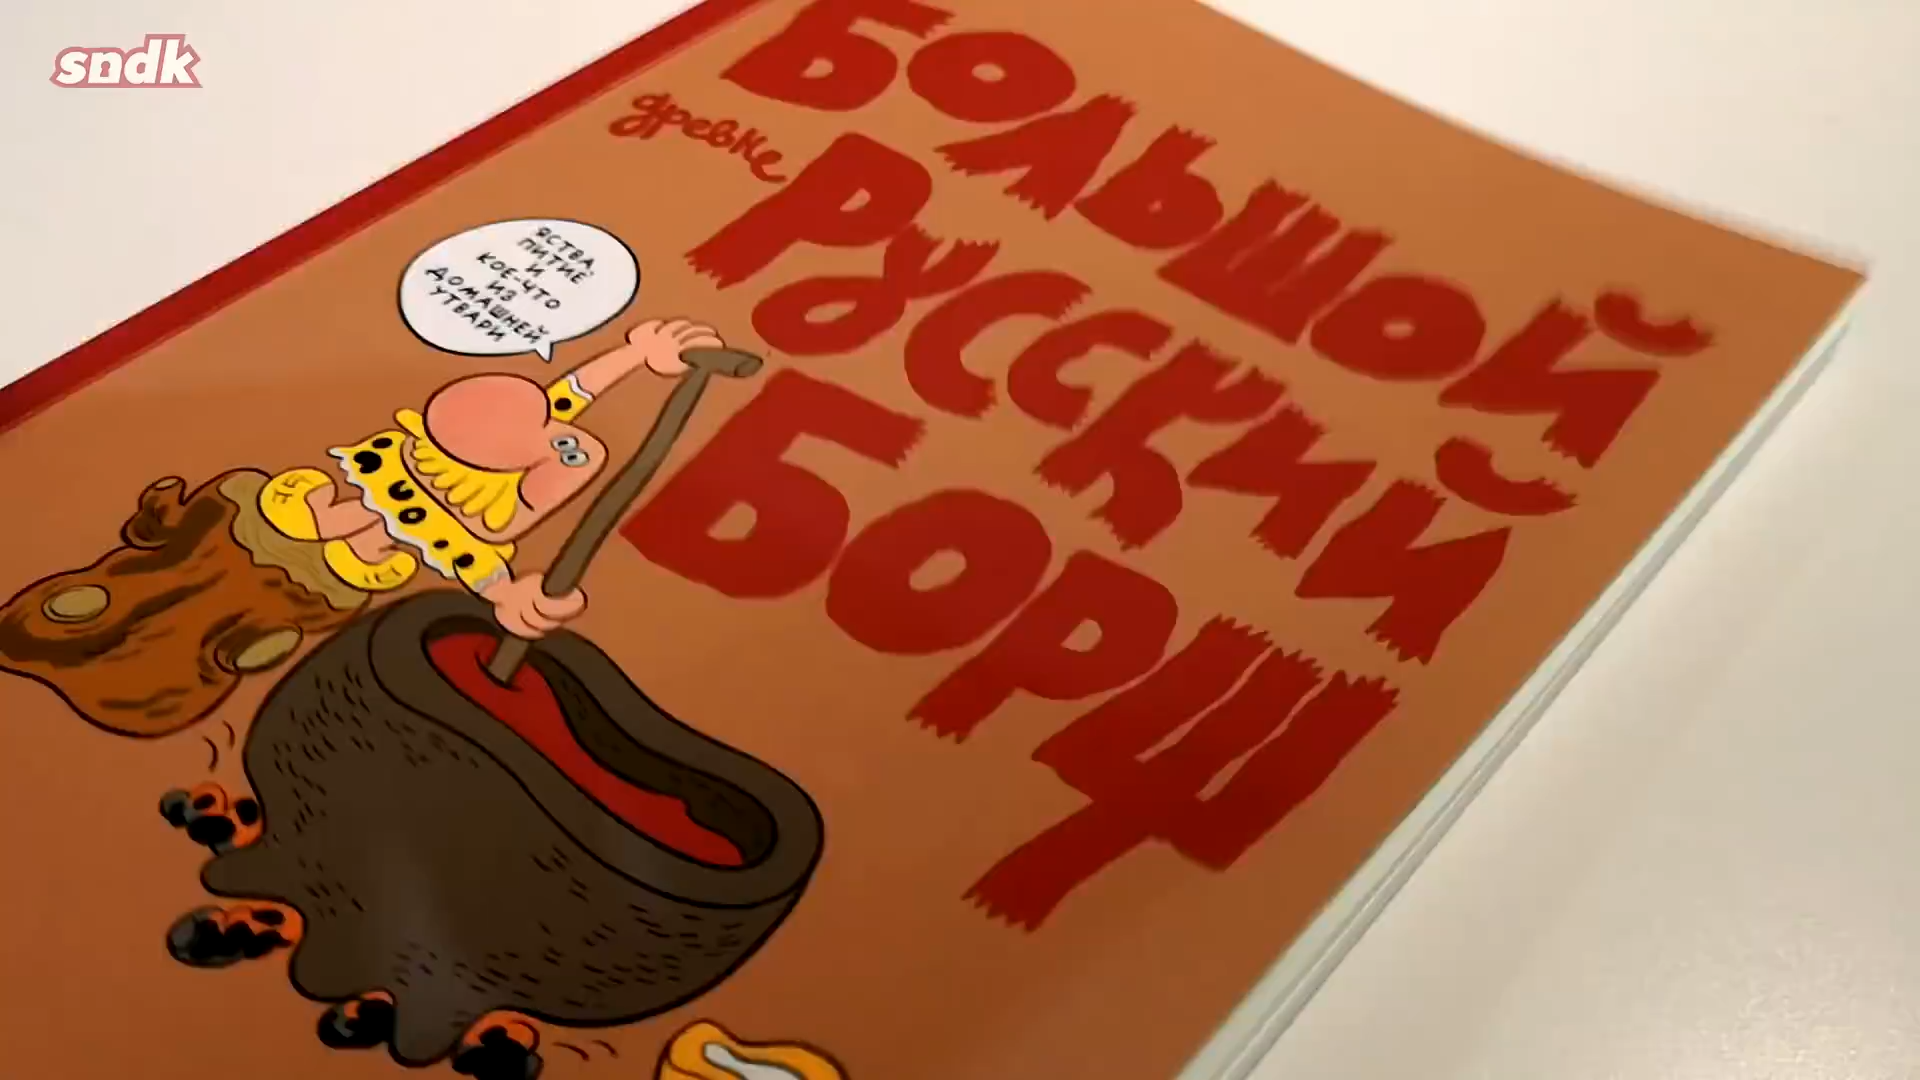 sndk
БОЛЬШОЙ
древне
РУССКИЙ
БОРЩ
ЯСТВА,
ПИТИЕ
И
КОЕ-ЧТО
ИЗ
ДОМАШНЕЙ
УТВАРИ